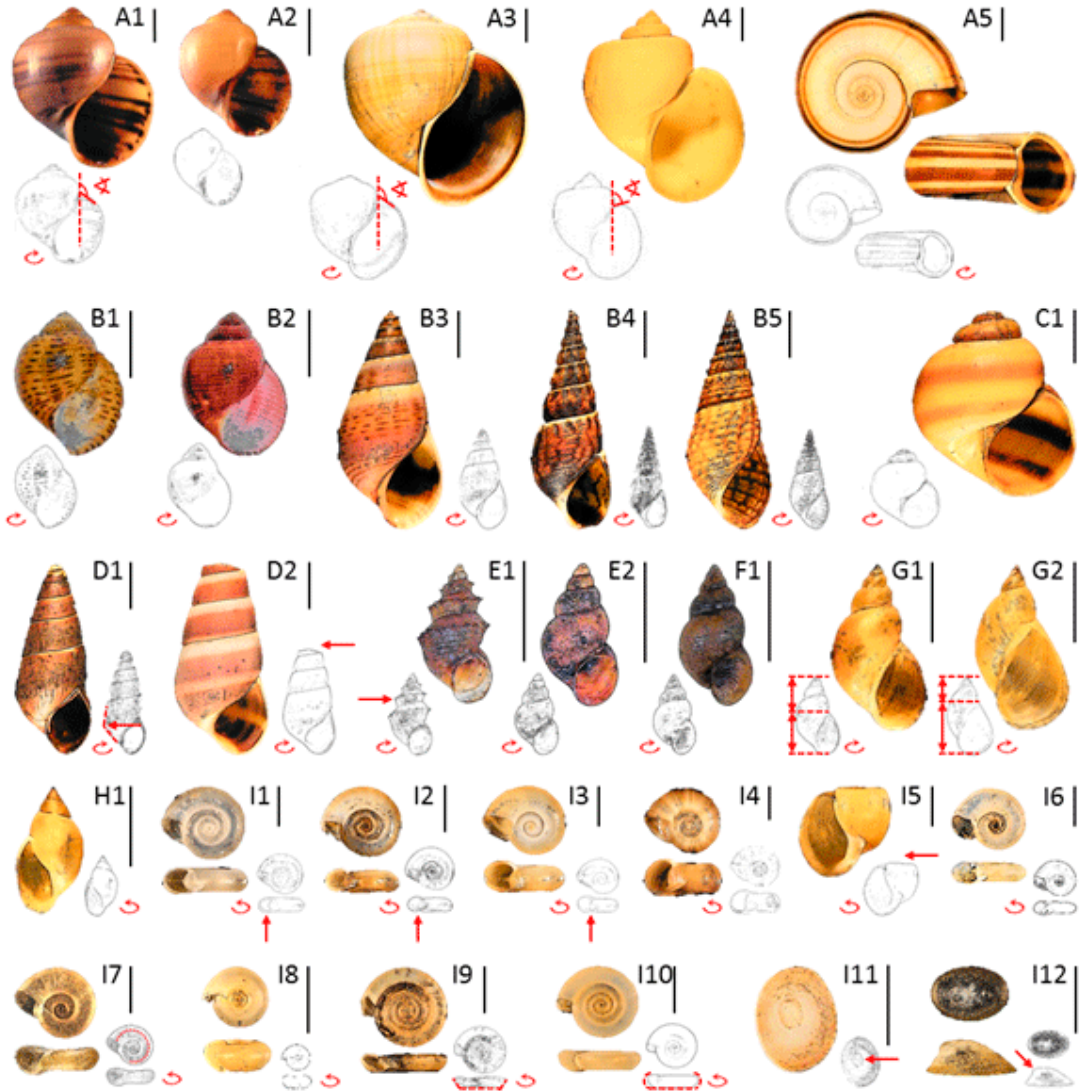 A1 A2 A3 A4 A5
B1 B2 B3 B4 B5 C1
D1 D2 E1 E2 F1 G1 G2
H1 I1 I2 I3 I4 I5 I6
I7 I8 I9 I10 I11 I12